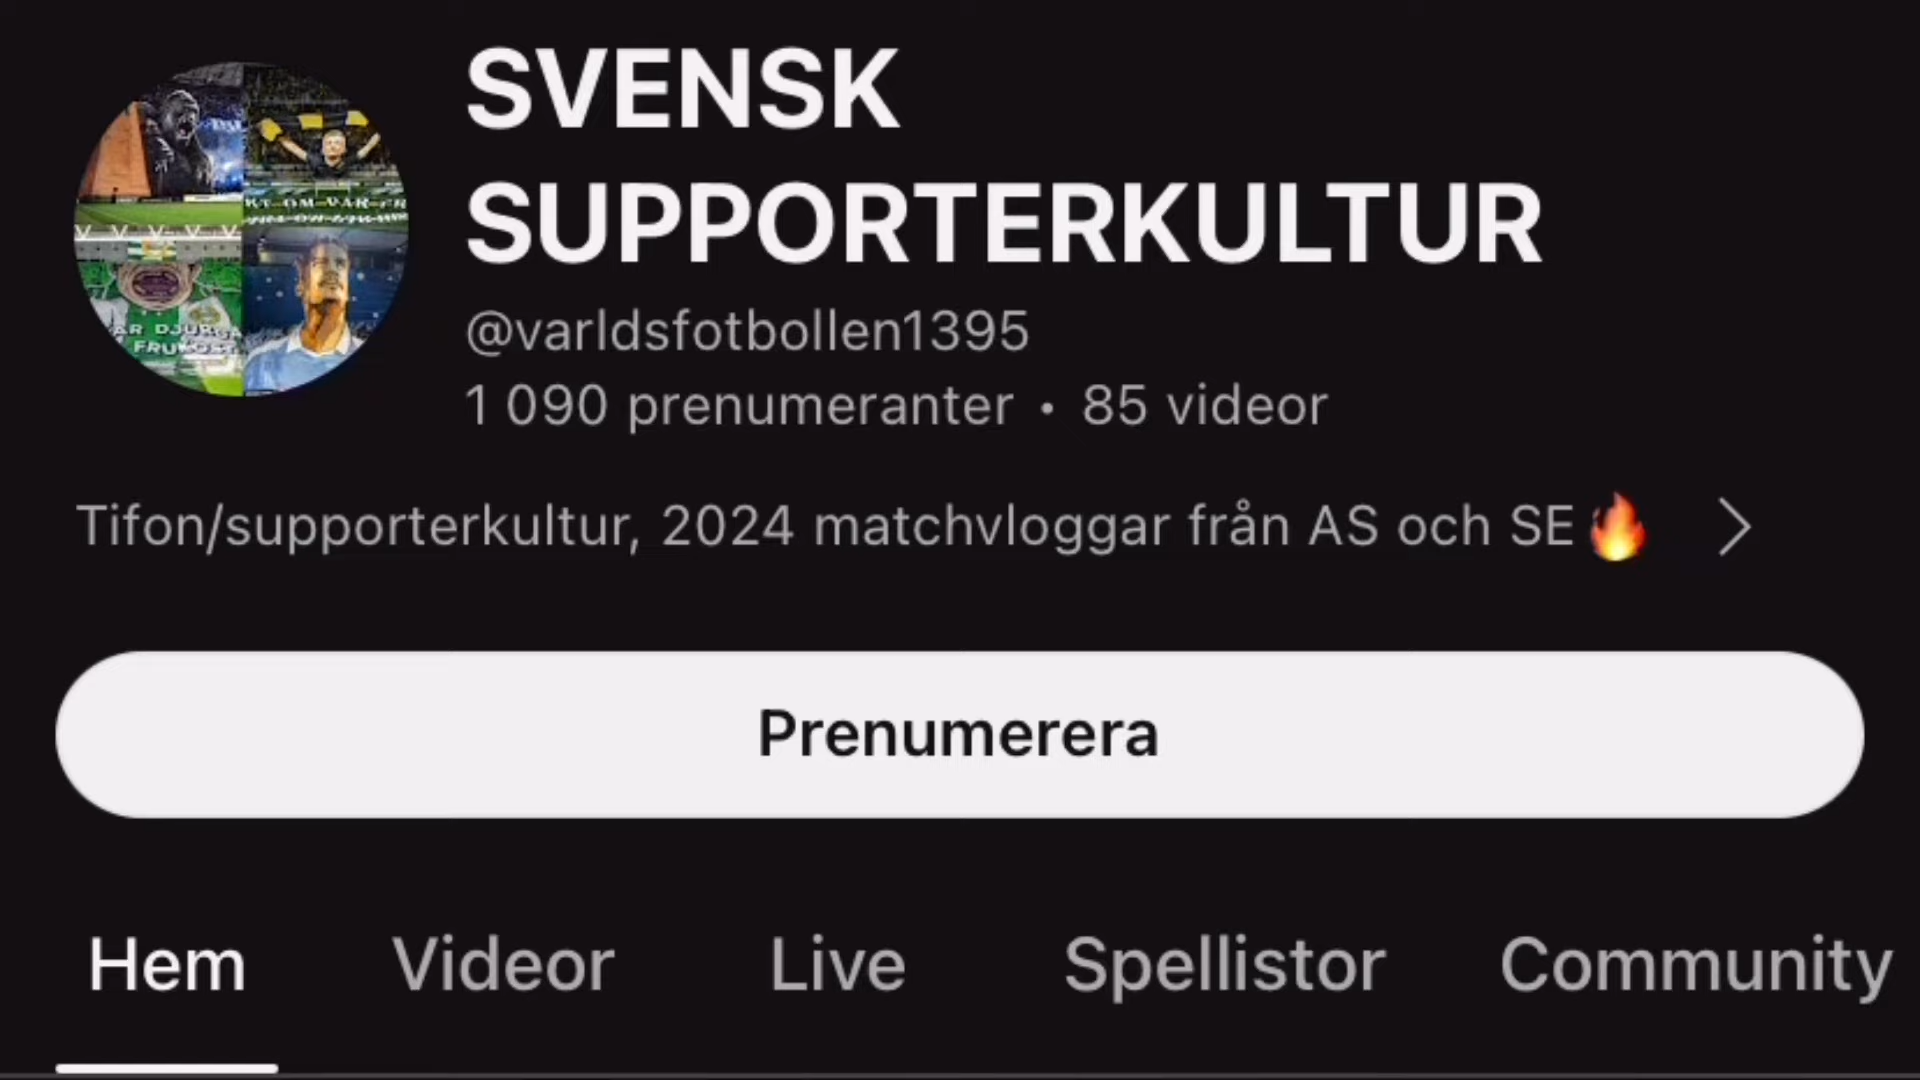 SVENSK
SUPPORTERKULTUR
@varldsfotbollen1395
1 090 prenumeranter • 85 videor
Tifon/supporterkultur, 2024 matchvloggar från AS och SE🔥
Prenumerera
Hem Videor Live Spellistor Community